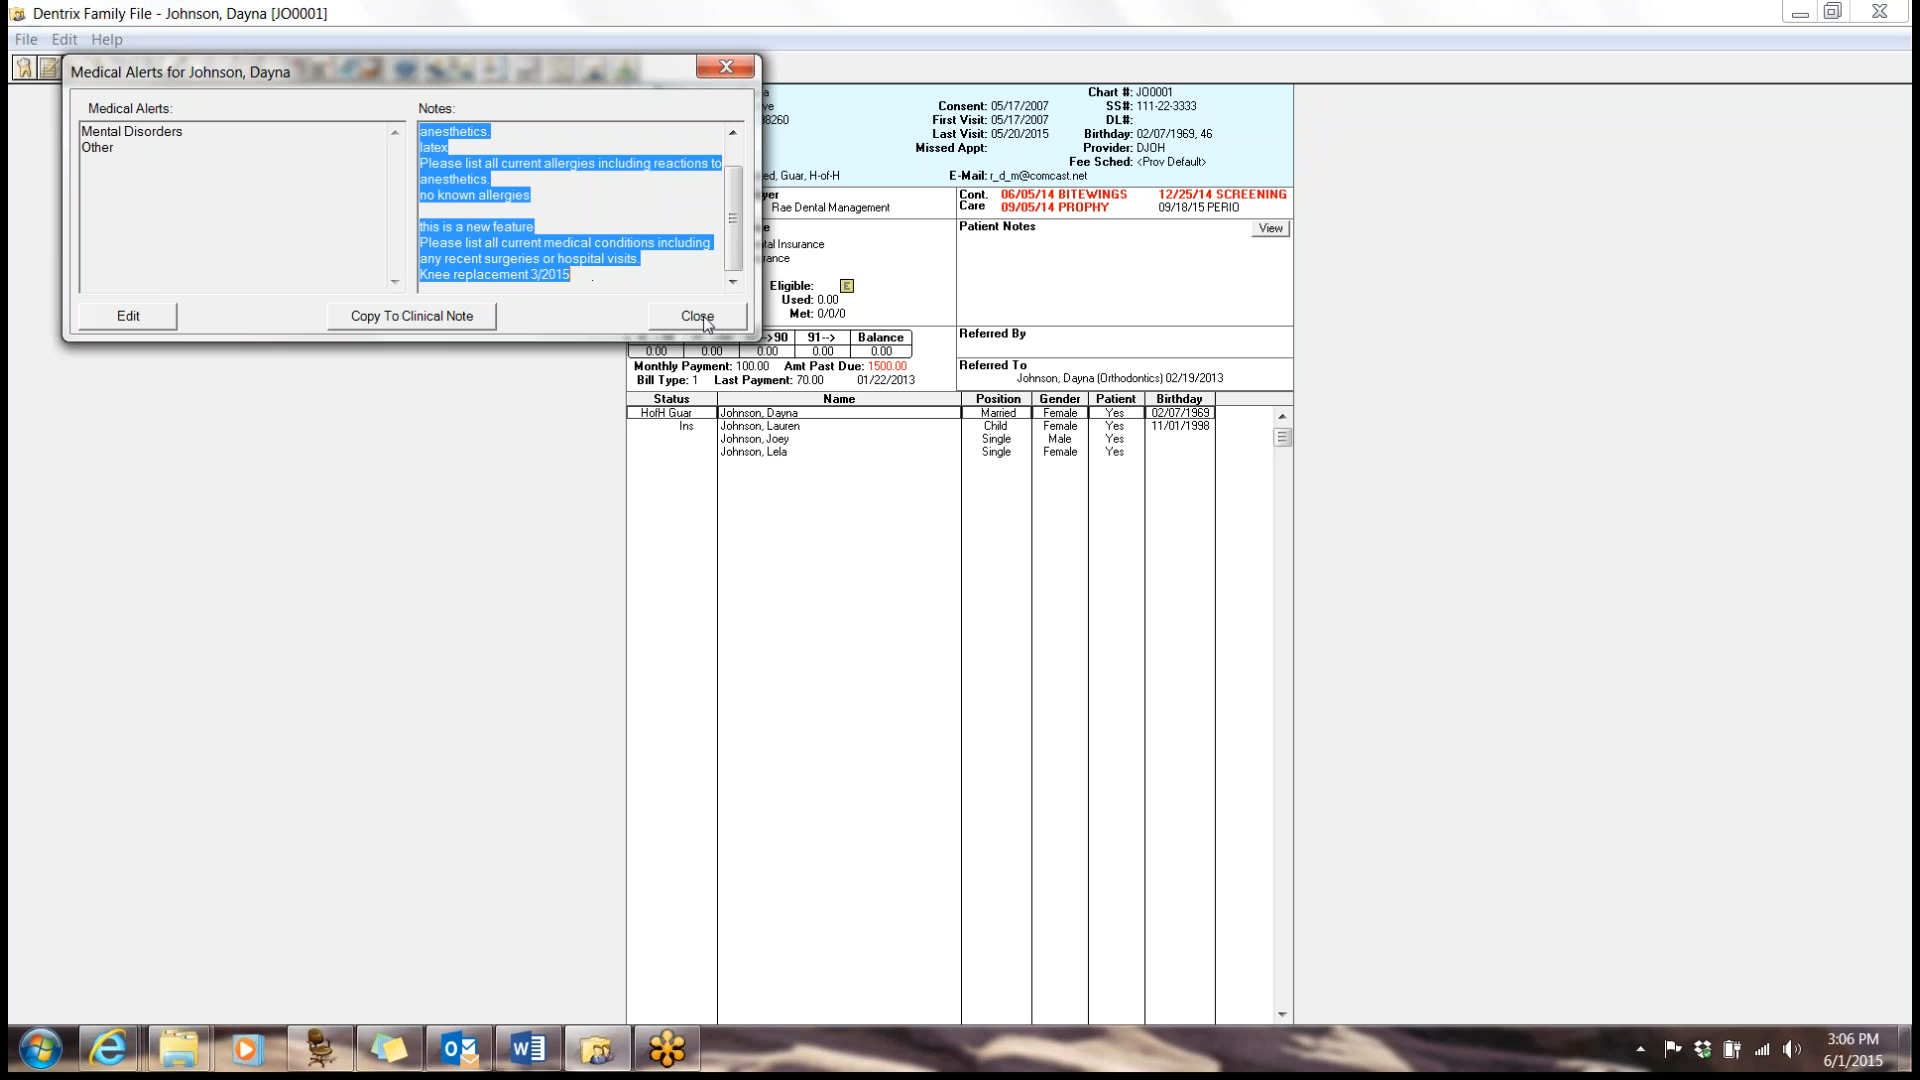 Dentrix Family File - Johnson, Dayna [JO0001]
File Edit Help
Medical Alerts for Johnson, Dayna
Medical Alerts:
Mental Disorders
Other
Notes:
anesthetics.
latex
Please list all current allergies including reactions to
anesthetics.
no known allergies
this is a new feature
Please list all current medical conditions including
any recent surgeries or hospital visits.
Knee replacement 3/2015
Edit
Copy To Clinical Note
Close
Consent: 05/17/2007
First Visit: 05/17/2007
Last Visit: 05/20/2015
Missed Appt:
Chart #: JO0001
SS#: 111-22-3333
DL#:
Birthday: 02/07/1969, 46
Provider: DJOH
Fee Sched: <Prov Default>
ed, Guar, H-of-H
E-Mail: r_d_m@comcast.net
Rae Dental Management
Cont. Care
06/05/14 BITEWINGS 12/25/14 SCREENING
09/05/14 PROPHY 09/18/15 PERIO
Patient Notes
View
tal Insurance
Eligible: E
Used: 0.00
Met: 0/0/0
-->90 91--> Balance
0.00 0.00 0.00 0.00 0.00
Monthly Payment: 100.00 Amt Past Due: 1500.00
Bill Type: 1 Last Payment: 70.00 01/22/2013
Referred By
Referred To
Johnson, Dayna (Orthodontics) 02/19/2013
Status Name Position Gender Patient Birthday
HofH Guar Johnson, Dayna Married Female Yes 02/07/1969
Ins Johnson, Lauren Child Female Yes 11/01/1998
Johnson, Joey Single Male Yes
Johnson, Lela Single Female Yes
3:06 PM
6/1/2015